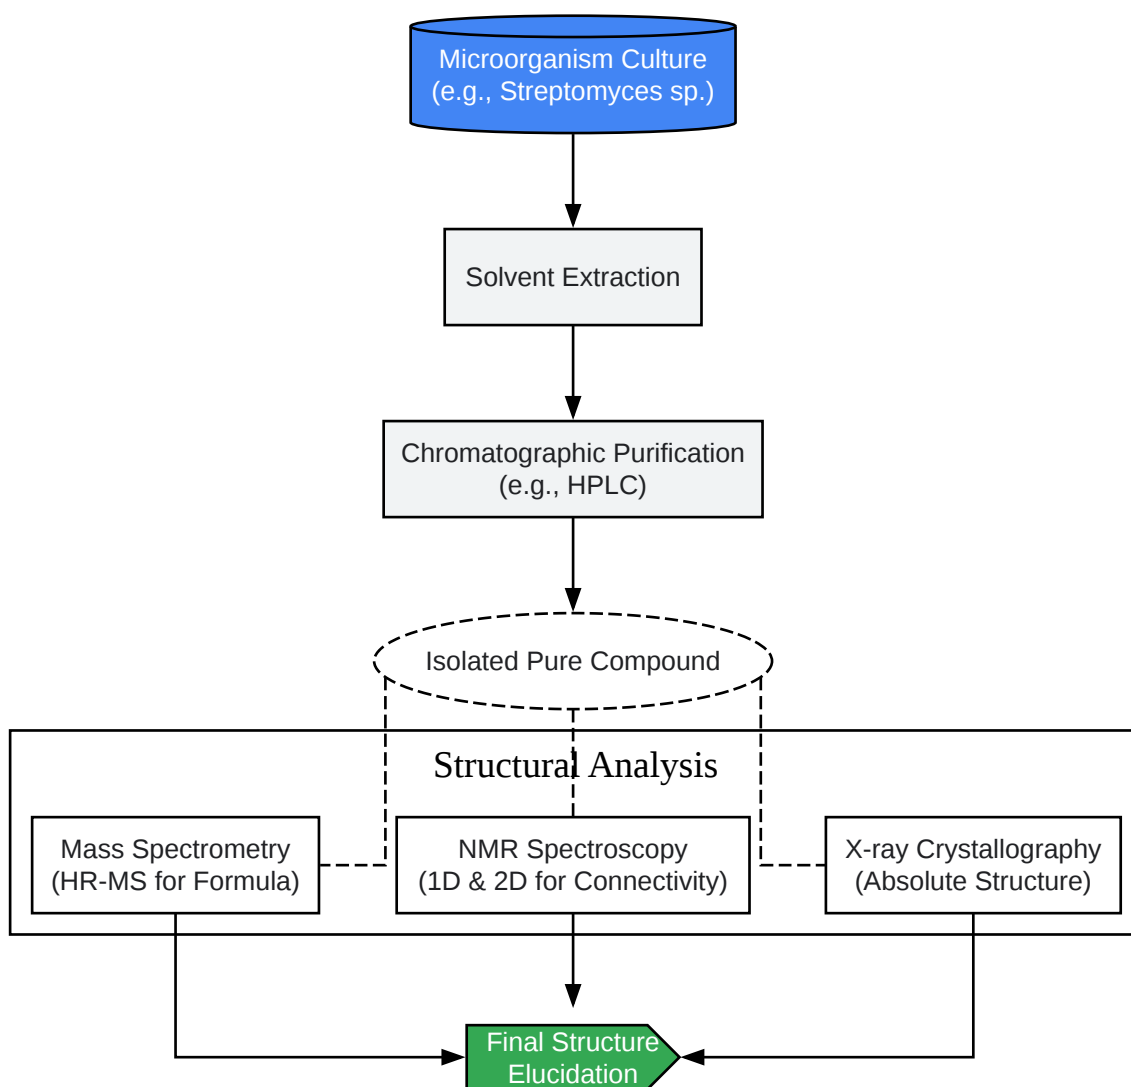 Microorganism Culture
(e.g., Streptomyces sp.)
Solvent Extraction
Chromatographic Purification
(e.g., HPLC)
Isolated Pure Compound
Structural Analysis
Mass Spectrometry
(HR-MS for Formula)
NMR Spectroscopy
(1D & 2D for Connectivity)
X-ray Crystallography
(Absolute Structure)
Final Structure
Elucidation